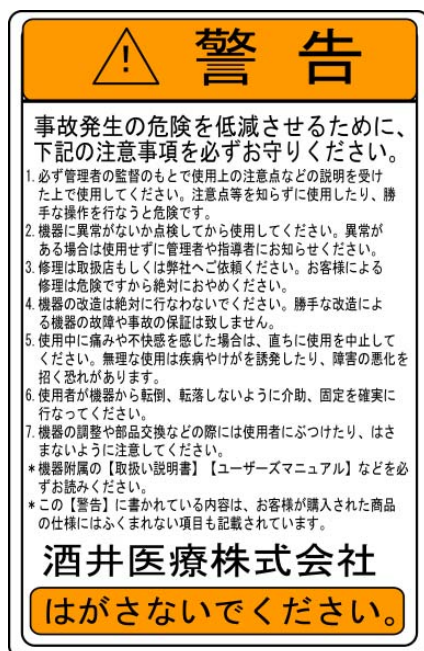 警告
事故発生の危険を低減させるために、
下記の注意事項を必ずお守りください。
1. 必ず管理者の監督のもとで使用上の注意点などの説明を受け
た上で使用してください。注意点等を知らずに使用したり、勝
手な操作を行なうと危険です。
2. 機器に異常がないか点検してから使用してください。異常が
ある場合は使用せずに管理者や指導者にお知らせください。
3. 修理は取扱店もしくは弊社へご依頼ください。お客様による
修理は危険ですから絶対におやめください。
4. 機器の改造は絶対に行なわないでください。勝手な改造によ
る機器の故障や事故の保証は致しません。
5. 使用中に痛みや不快感を感じた場合は、直ちに使用を中止して
ください。無理な使用は疾病やけがを誘発したり、障害の悪化を
招く恐れがあります。
6. 使用者が機器から転倒、転落しないように介助、固定を確実に
行なってください。
7. 機器の調整や部品交換などの際には使用者にぶつけたり、はさ
まないように注意してください。
*機器附属の【取扱い説明書】【ユーザーズマニュアル】などを必
ずお読みください。
*この【警告】に書かれている内容は、お客様が購入された商品
の仕様にはふくまれない項目も記載されています。
酒井医療株式会社
はがさないでください。